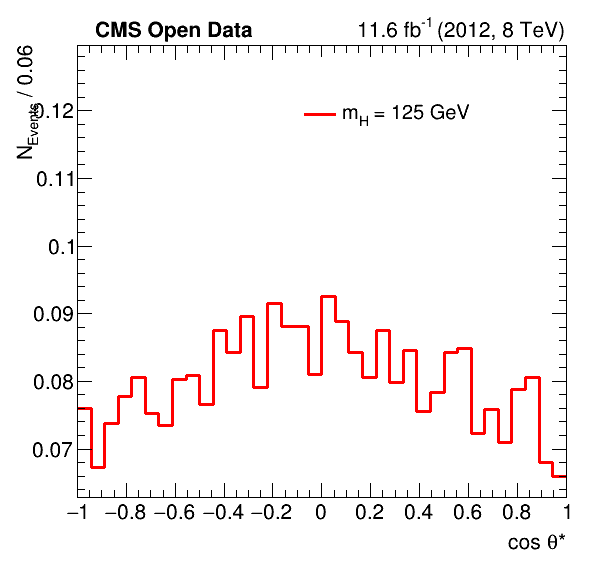 CMS Open Data 11.6 fb-1 (2012, 8 TeV)
NEvents / 0.06
mH = 125 GeV
0.12
0.11
0.1
0.09
0.08
0.07
−1 −0.8 −0.6 −0.4 −0.2 0 0.2 0.4 0.6 0.8 1
cos θ*